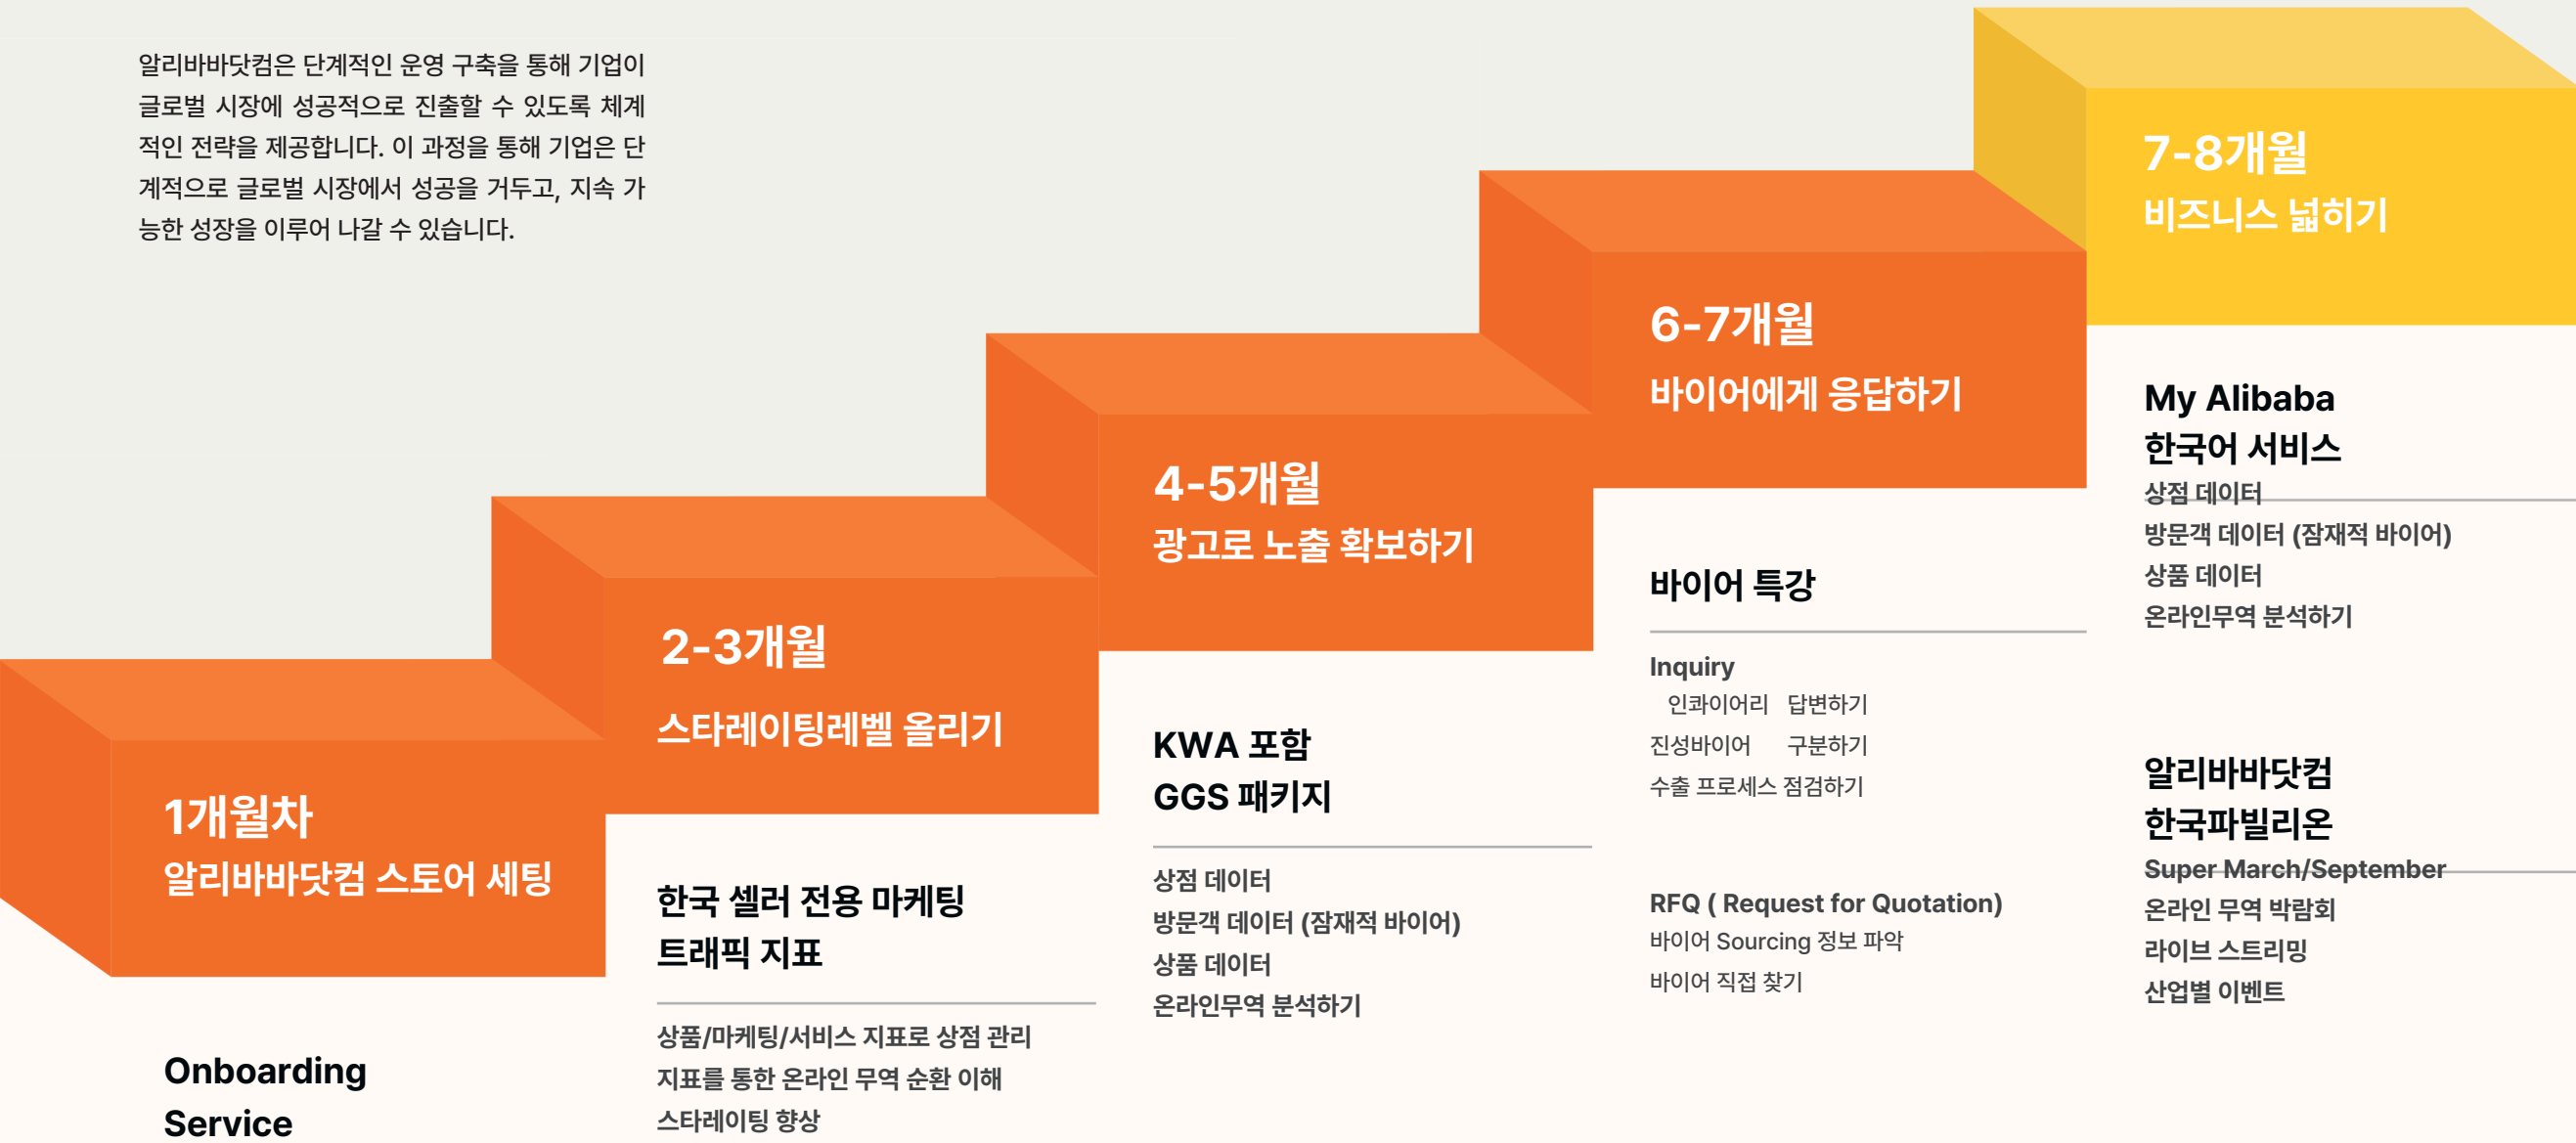 알리바바닷컴은 단계적인 운영 구축을 통해 기업이
글로벌 시장에 성공적으로 진출할 수 있도록 체계
적인 전략을 제공합니다. 이 과정을 통해 기업은 단
계적으로 글로벌 시장에서 성공을 거두고, 지속 가
능한 성장을 이루어 나갈 수 있습니다.
1개월차
알리바바닷컴 스토어 세팅
Onboarding
Service
2-3개월
스타레이팅레벨 올리기
한국 셀러 전용 마케팅
트래픽 지표
상품/마케팅/서비스 지표로 상점 관리
지표를 통한 온라인 무역 순환 이해
스타레이팅 향상
4-5개월
광고로 노출 확보하기
KWA 포함
GGS 패키지
상점 데이터
방문객 데이터 (잠재적 바이어)
상품 데이터
온라인무역 분석하기
6-7개월
바이어에게 응답하기
바이어 특강
Inquiry
인콰이어리 답변하기
진성바이어 구분하기
수출 프로세스 점검하기
RFQ ( Request for Quotation)
바이어 Sourcing 정보 파악
바이어 직접 찾기
7-8개월
비즈니스 넓히기
My Alibaba
한국어 서비스
상점 데이터
방문객 데이터 (잠재적 바이어)
상품 데이터
온라인무역 분석하기
알리바바닷컴
한국파빌리온
Super March/September
온라인 무역 박람회
라이브 스트리밍
산업별 이벤트